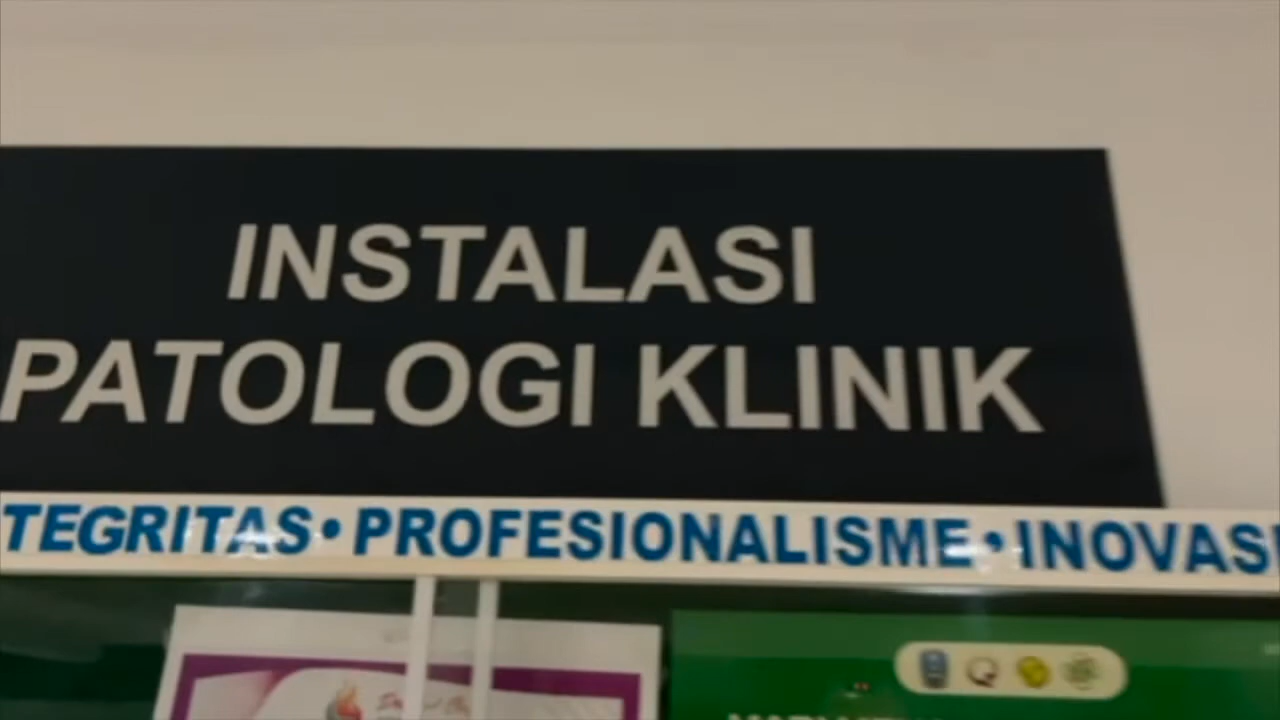 INSTALASI
PATOLOGI KLINIK
TEGRITAS • PROFESIONALISME • INOVASI